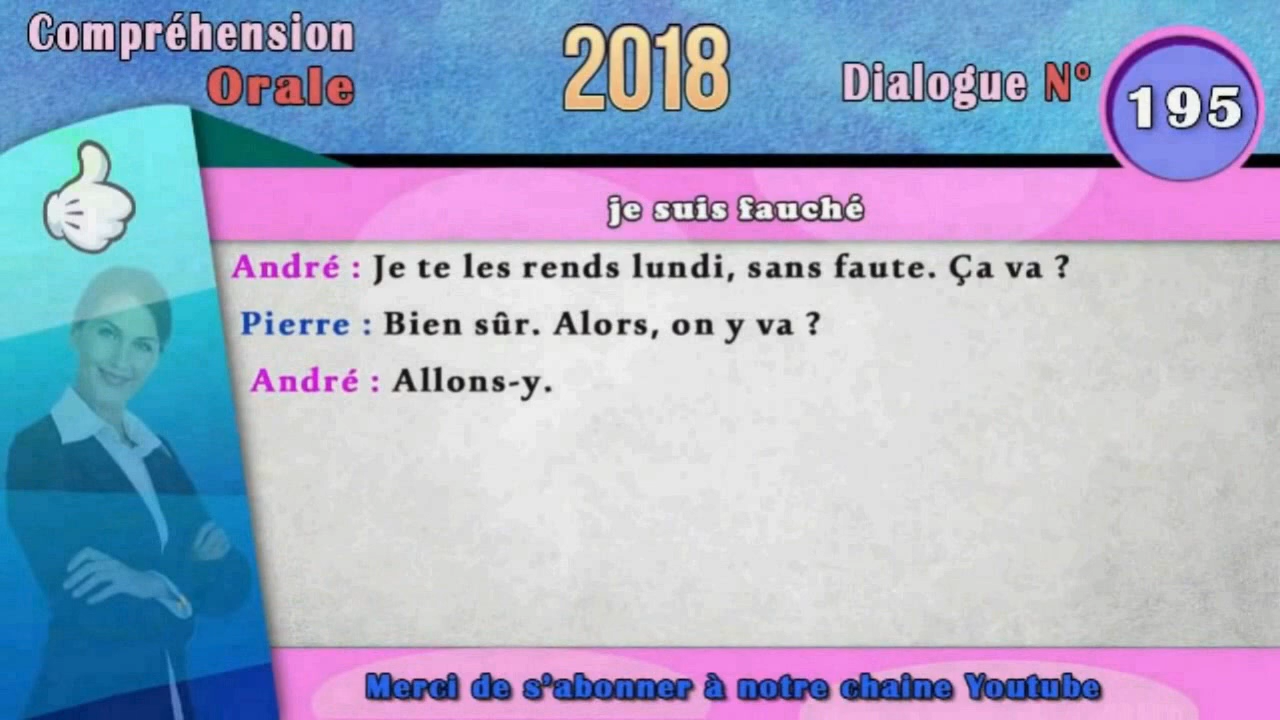 Compréhension
Orale
2018
Dialogue N°
195
je suis fauché
André : Je te les rends lundi, sans faute. Ça va ?
Pierre : Bien sûr. Alors, on y va ?
André : Allons-y.
Merci de s'abonner à notre chaine Youtube